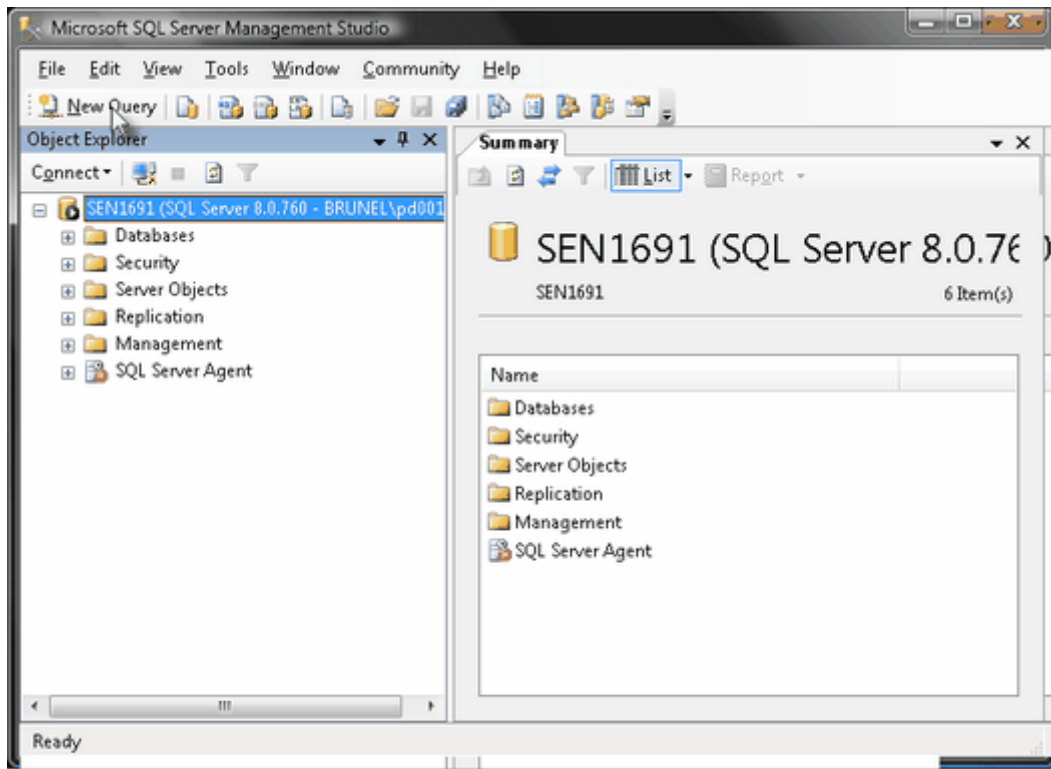 Microsoft SQL Server Management Studio
File Edit View Tools Window Community Help
New Query
Object Explorer
Connect
SEN1691 (SQL Server 8.0.760 - BRUNEL\pd001
Databases
Security
Server Objects
Replication
Management
SQL Server Agent
Summary
List Report
SEN1691 (SQL Server 8.0.76
SEN1691 6 Item(s)
Name
Databases
Security
Server Objects
Replication
Management
SQL Server Agent
Ready